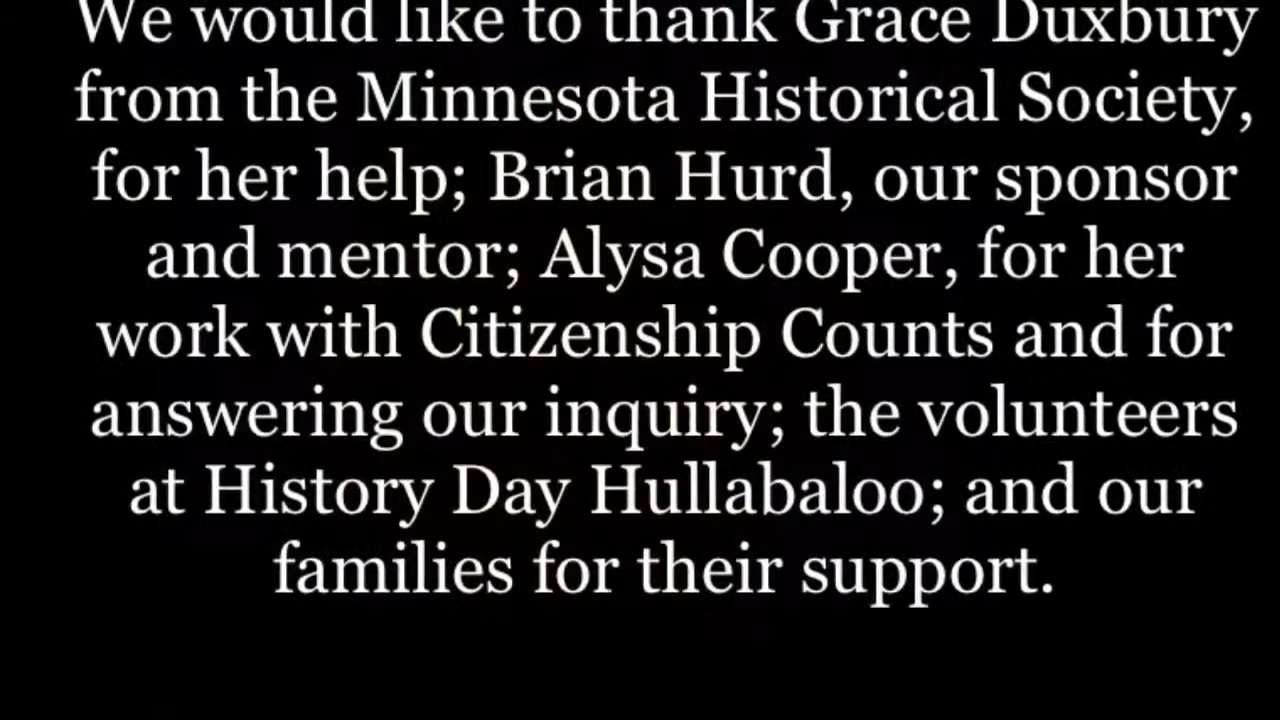 We would like to thank Grace Duxbury
from the Minnesota Historical Society,
for her help; Brian Hurd, our sponsor
and mentor; Alysa Cooper, for her
work with Citizenship Counts and for
answering our inquiry; the volunteers
at History Day Hullabaloo; and our
families for their support.